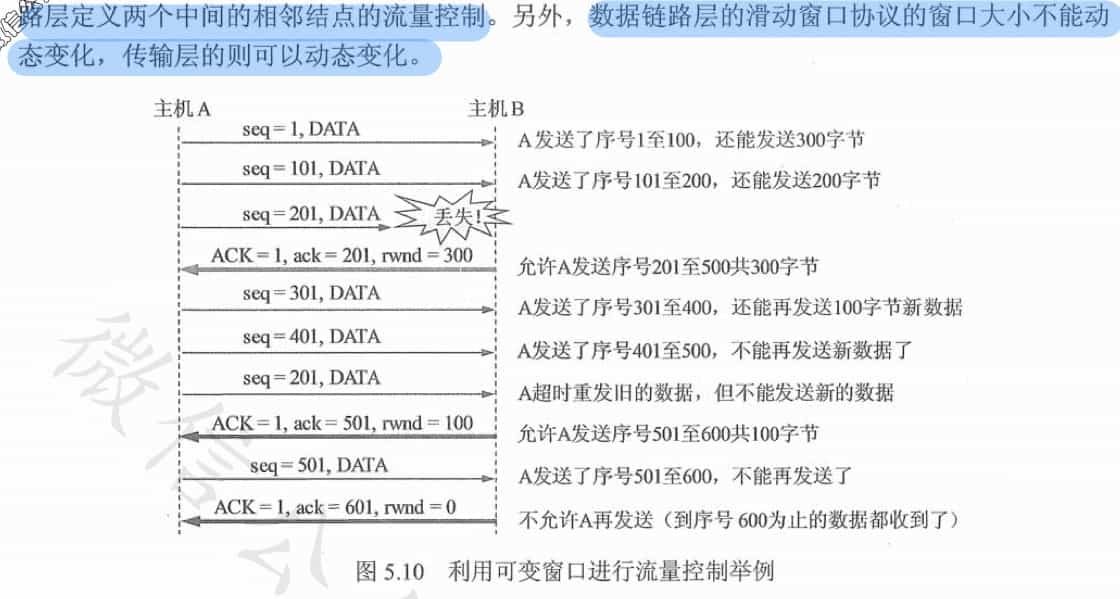 路层定义两个中间的相邻结点的流量控制。另外，数据链路层的滑动窗口协议的窗口大小不能动
态变化，传输层的则可以动态变化。
主机A 主机B
seq = 1, DATA A发送了序号1至100，还能发送300字节
seq = 101, DATA A发送了序号101至200，还能发送200字节
seq = 201, DATA 丢失!
ACK = 1, ack = 201, rwnd = 300 允许A发送序号201至500共300字节
seq = 301, DATA A发送了序号301至400，还能再发送100字节新数据
seq = 401, DATA A发送了序号401至500，不能再发送新数据了
seq = 201, DATA A超时重发旧的数据，但不能发送新的数据
ACK = 1, ack = 501, rwnd = 100 允许A发送序号501至600共100字节
seq = 501, DATA A发送了序号501至600，不能再发送了
ACK = 1, ack = 601, rwnd = 0 不允许A再发送（到序号600为止的数据都收到了）
图 5.10 利用可变窗口进行流量控制举例
微信公